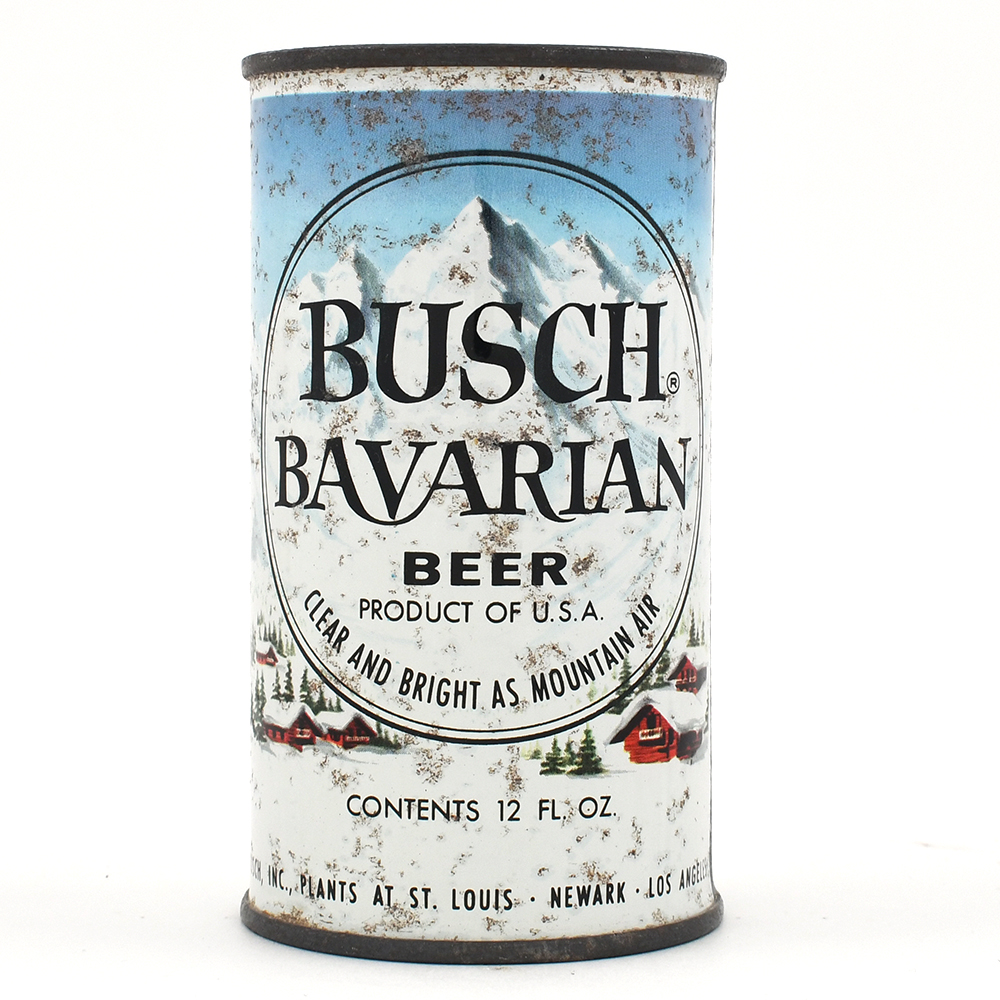 BUSCH®
BAVARIAN
BEER
PRODUCT OF U.S.A.
CLEAR AND BRIGHT AS MOUNTAIN AIR
CONTENTS 12 FL. OZ.
INC., PLANTS AT ST. LOUIS · NEWARK · LOS ANGELES